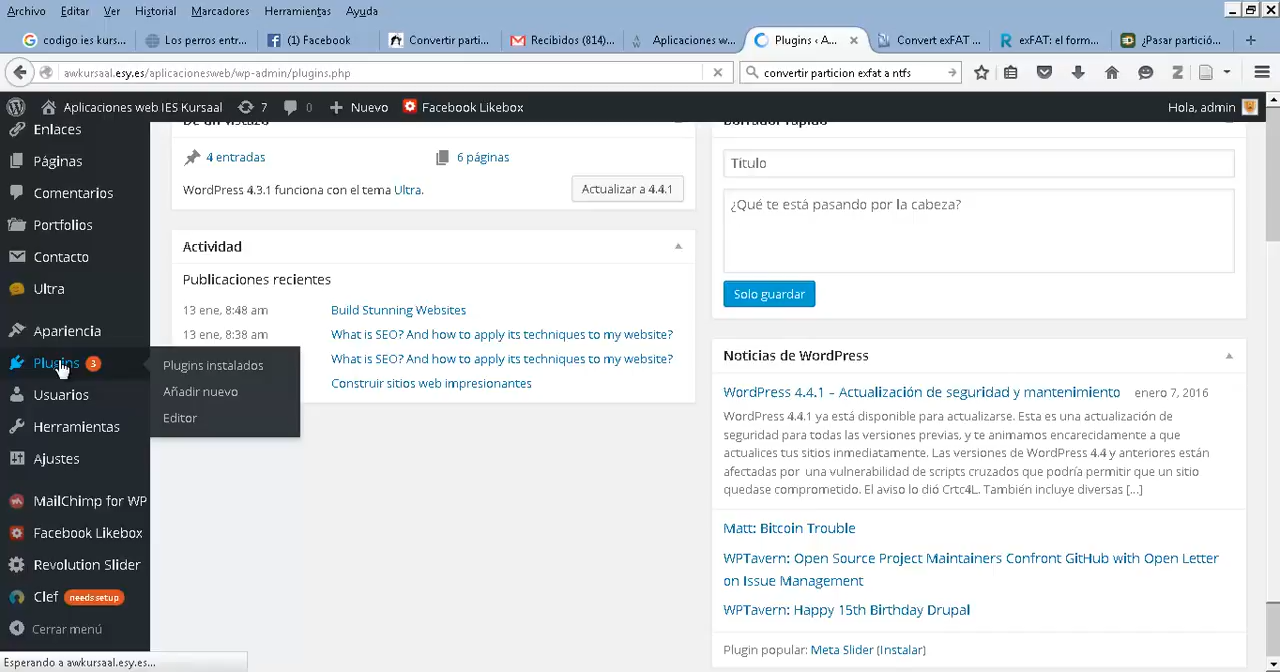 Archivo Editar Ver Historial Marcadores Herramientas Ayuda
codigo ies kurs... Los perros entr... (1) Facebook Convertir parti... Recibidos (814)... Aplicaciones w... Plugins ‹ A... Convert exFAT ... exFAT: el form... ¿Pasar partició...
awkursaal.esy.es/aplicacionesweb/wp-admin/plugins.php convertir particion exfat a ntfs
Aplicaciones web IES Kursaal 7 0 Nuevo Facebook Likebox Hola, admin
Enlaces
Páginas
Comentarios
Portfolios
Contacto
Ultra
Apariencia
Plugins 3
Usuarios
Herramientas
Ajustes
MailChimp for WP
Facebook Likebox
Revolution Slider
Clef needs setup
Cerrar menú
Plugins instalados
Añadir nuevo
Editor
De un vistazo
4 entradas 6 páginas
WordPress 4.3.1 funciona con el tema Ultra. Actualizar a 4.4.1
Actividad
Publicaciones recientes
13 ene, 8:48 am Build Stunning Websites
13 ene, 8:38 am What is SEO? And how to apply its techniques to my website?
What is SEO? And how to apply its techniques to my website?
Construir sitios web impresionantes
Borrador rápido
Título
¿Qué te está pasando por la cabeza?
Solo guardar
Noticias de WordPress
WordPress 4.4.1 – Actualización de seguridad y mantenimiento enero 7, 2016
WordPress 4.4.1 ya está disponible para actualizarse. Esta es una actualización de
seguridad para todas las versiones previas, y te animamos encarecidamente a que
actualices tus sitios inmediatamente. Las versiones de WordPress 4.4 y anteriores están
afectadas por una vulnerabilidad de scripts cruzados que podría permitir que un sitio
quedase comprometido. El aviso lo dió Crtc4L. También incluye diversas [...]
Matt: Bitcoin Trouble
WPTavern: Open Source Project Maintainers Confront GitHub with Open Letter
on Issue Management
WPTavern: Happy 15th Birthday Drupal
Plugin popular: Meta Slider (Instalar)
Esperando a awkursaal.esy.es...